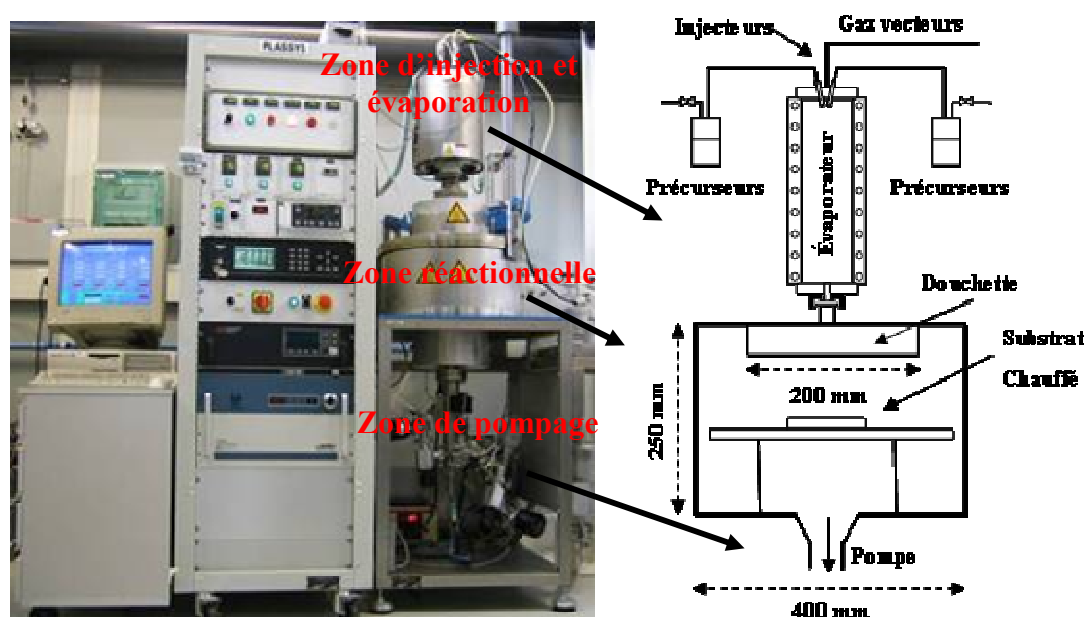 PLASSYS
Zone d'injection et
évaporation
Zone réactionnelle
Zone de pompage
Injecteurs
Gaz vecteurs
Précurseurs
Précurseurs
Évaporateur
Douchette
Substrat
Chauffé
200 mm
250 mm
Pompe
400 mm